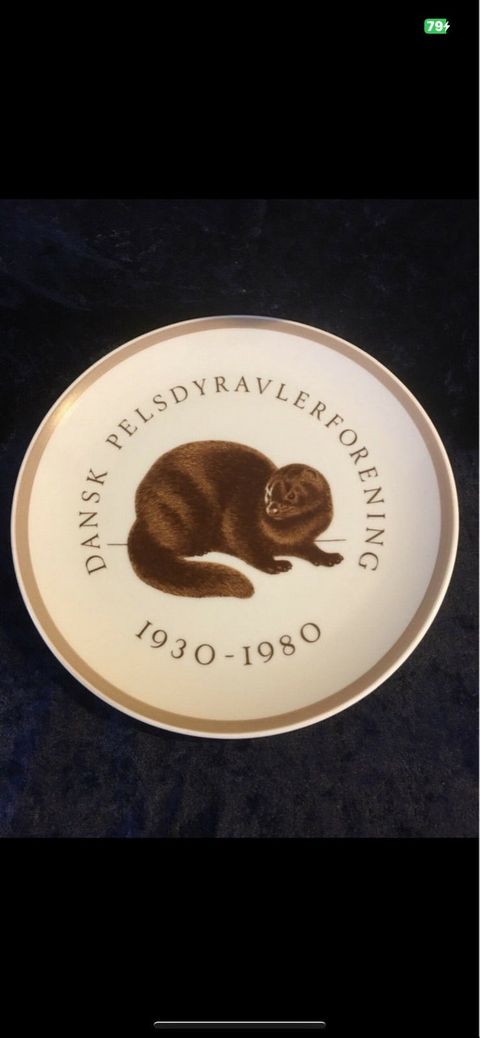 79
DANSK PELSDYRAVLERFORENING
1930-1980